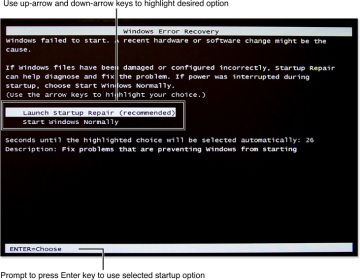 Use up-arrow and down-arrow keys to highlight desired option
Windows Error Recovery
Windows failed to start. A recent hardware or software change might be the
cause.
If Windows files have been damaged or configured incorrectly, Startup Repair
can help diagnose and fix the problem. If power was interrupted during
startup, choose Start Windows Normally.
(Use the arrow keys to highlight your choice.)
Launch Startup Repair (recommended)
Start Windows Normally
Seconds until the highlighted choice will be selected automatically: 26
Description: Fix problems that are preventing Windows from starting
ENTER=Choose
Prompt to press Enter key to use selected startup option